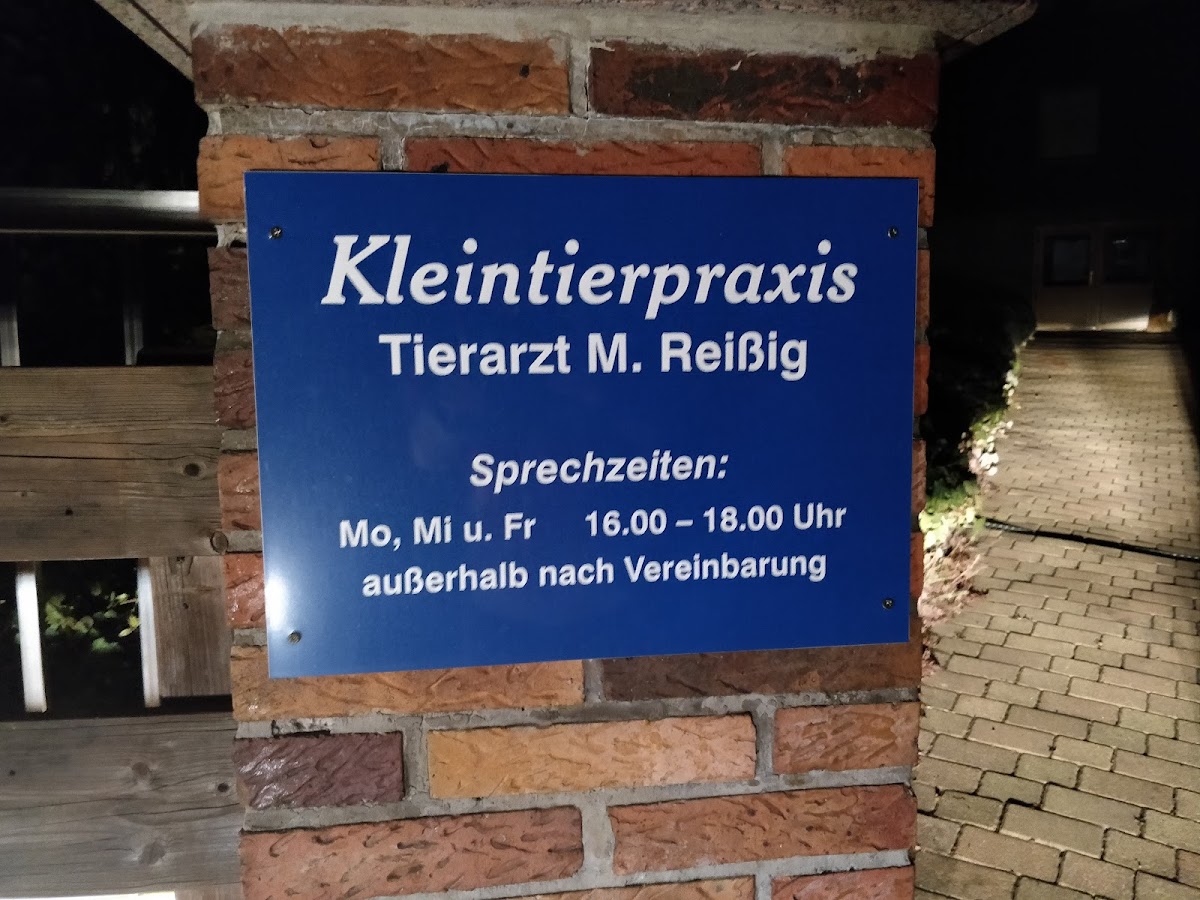 Kleintierpraxis
Tierarzt M. Reißig
Sprechzeiten:
Mo, Mi u. Fr 16.00 – 18.00 Uhr
außerhalb nach Vereinbarung